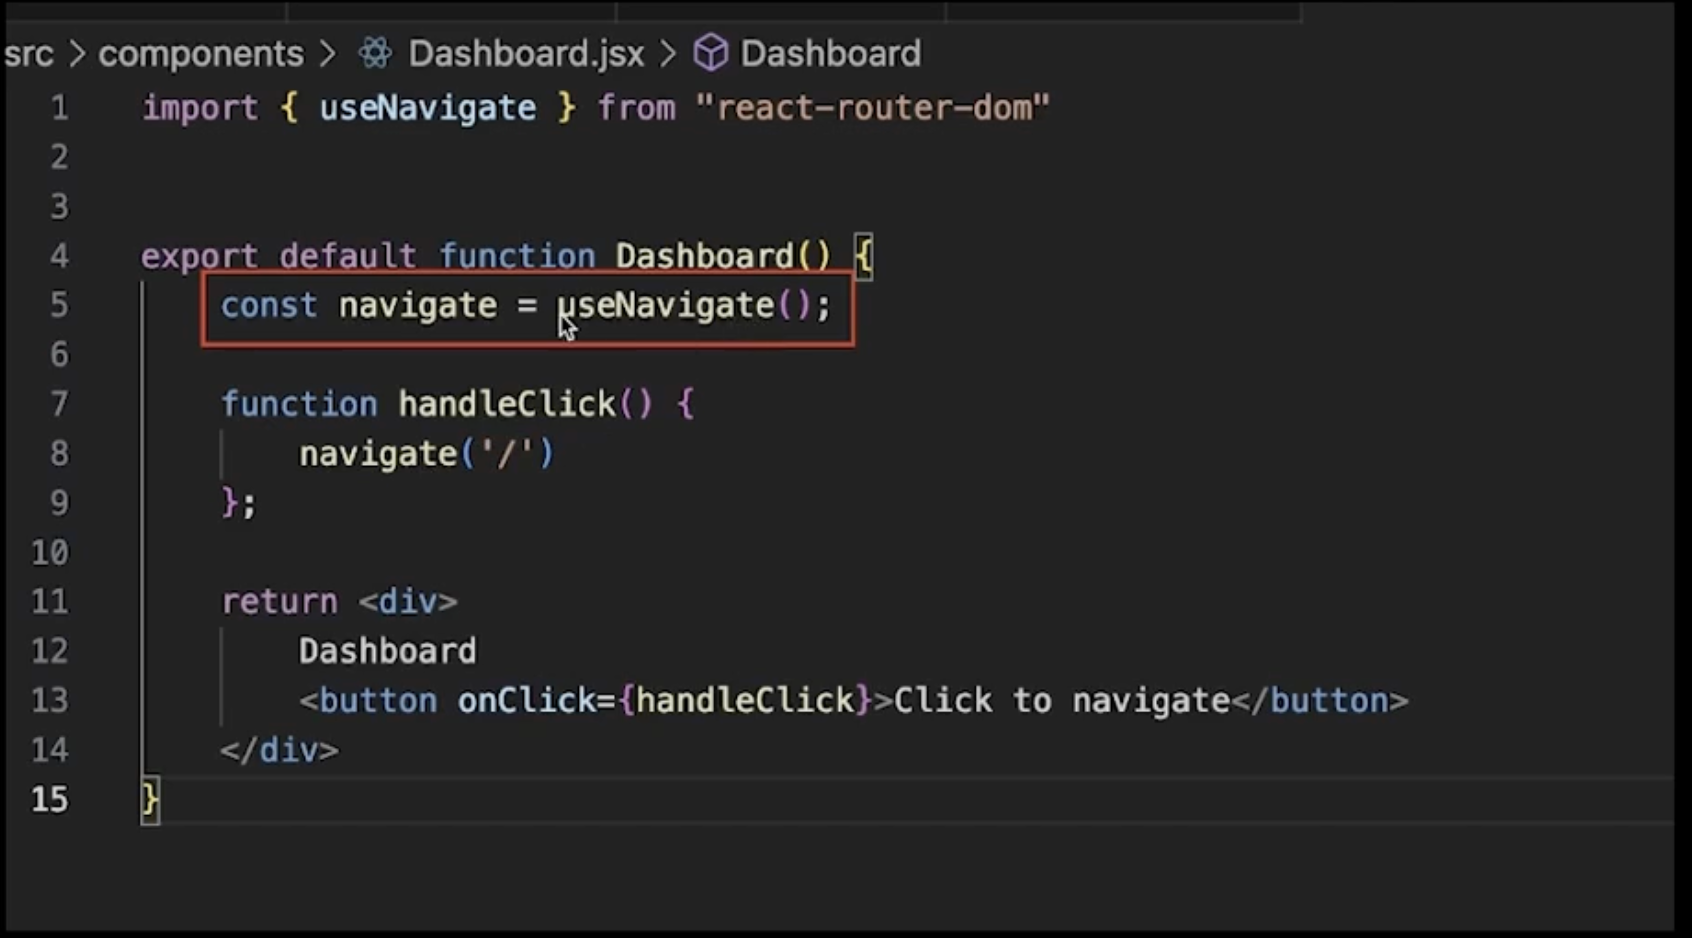 src > components > Dashboard.jsx > Dashboard
1 import { useNavigate } from "react-router-dom"
2
3
4 export default function Dashboard() {
5 const navigate = useNavigate();
6
7 function handleClick() {
8 navigate('/')
9 };
10
11 return <div>
12 Dashboard
13 <button onClick={handleClick}>Click to navigate</button>
14 </div>
15 }